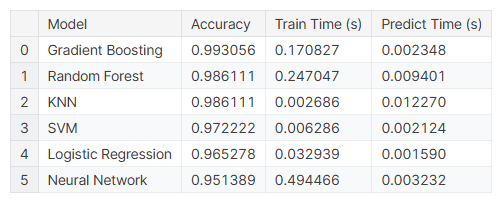 Model Accuracy Train Time (s) Predict Time (s)
0 Gradient Boosting 0.993056 0.170827 0.002348
1 Random Forest 0.986111 0.247047 0.009401
2 KNN 0.986111 0.002686 0.012270
3 SVM 0.972222 0.006286 0.002124
4 Logistic Regression 0.965278 0.032939 0.001590
5 Neural Network 0.951389 0.494466 0.003232